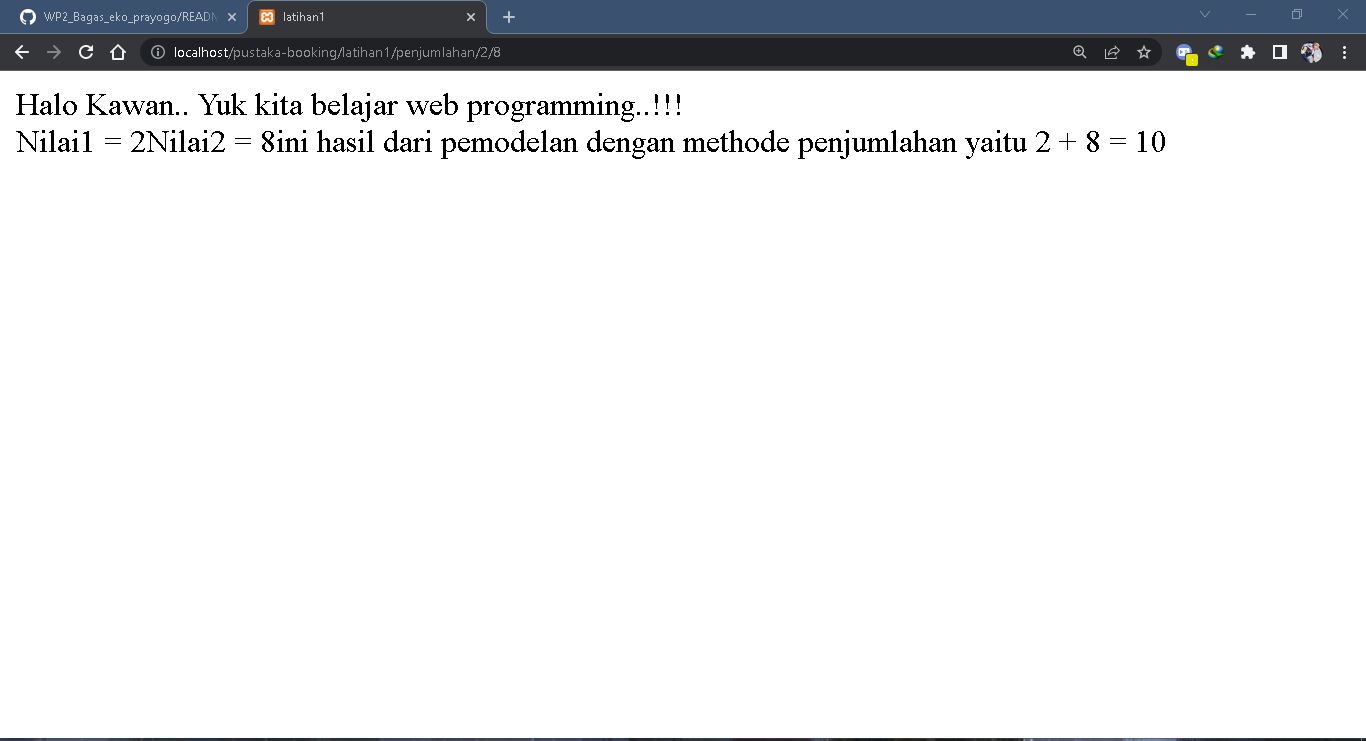 WP2_Bagas_eko_prayogo/READ
latihan1
localhost/pustaka-booking/latihan1/penjumlahan/2/8
Halo Kawan.. Yuk kita belajar web programming..!!!
Nilai1 = 2Nilai2 = 8ini hasil dari pemodelan dengan methode penjumlahan yaitu 2 + 8 = 10